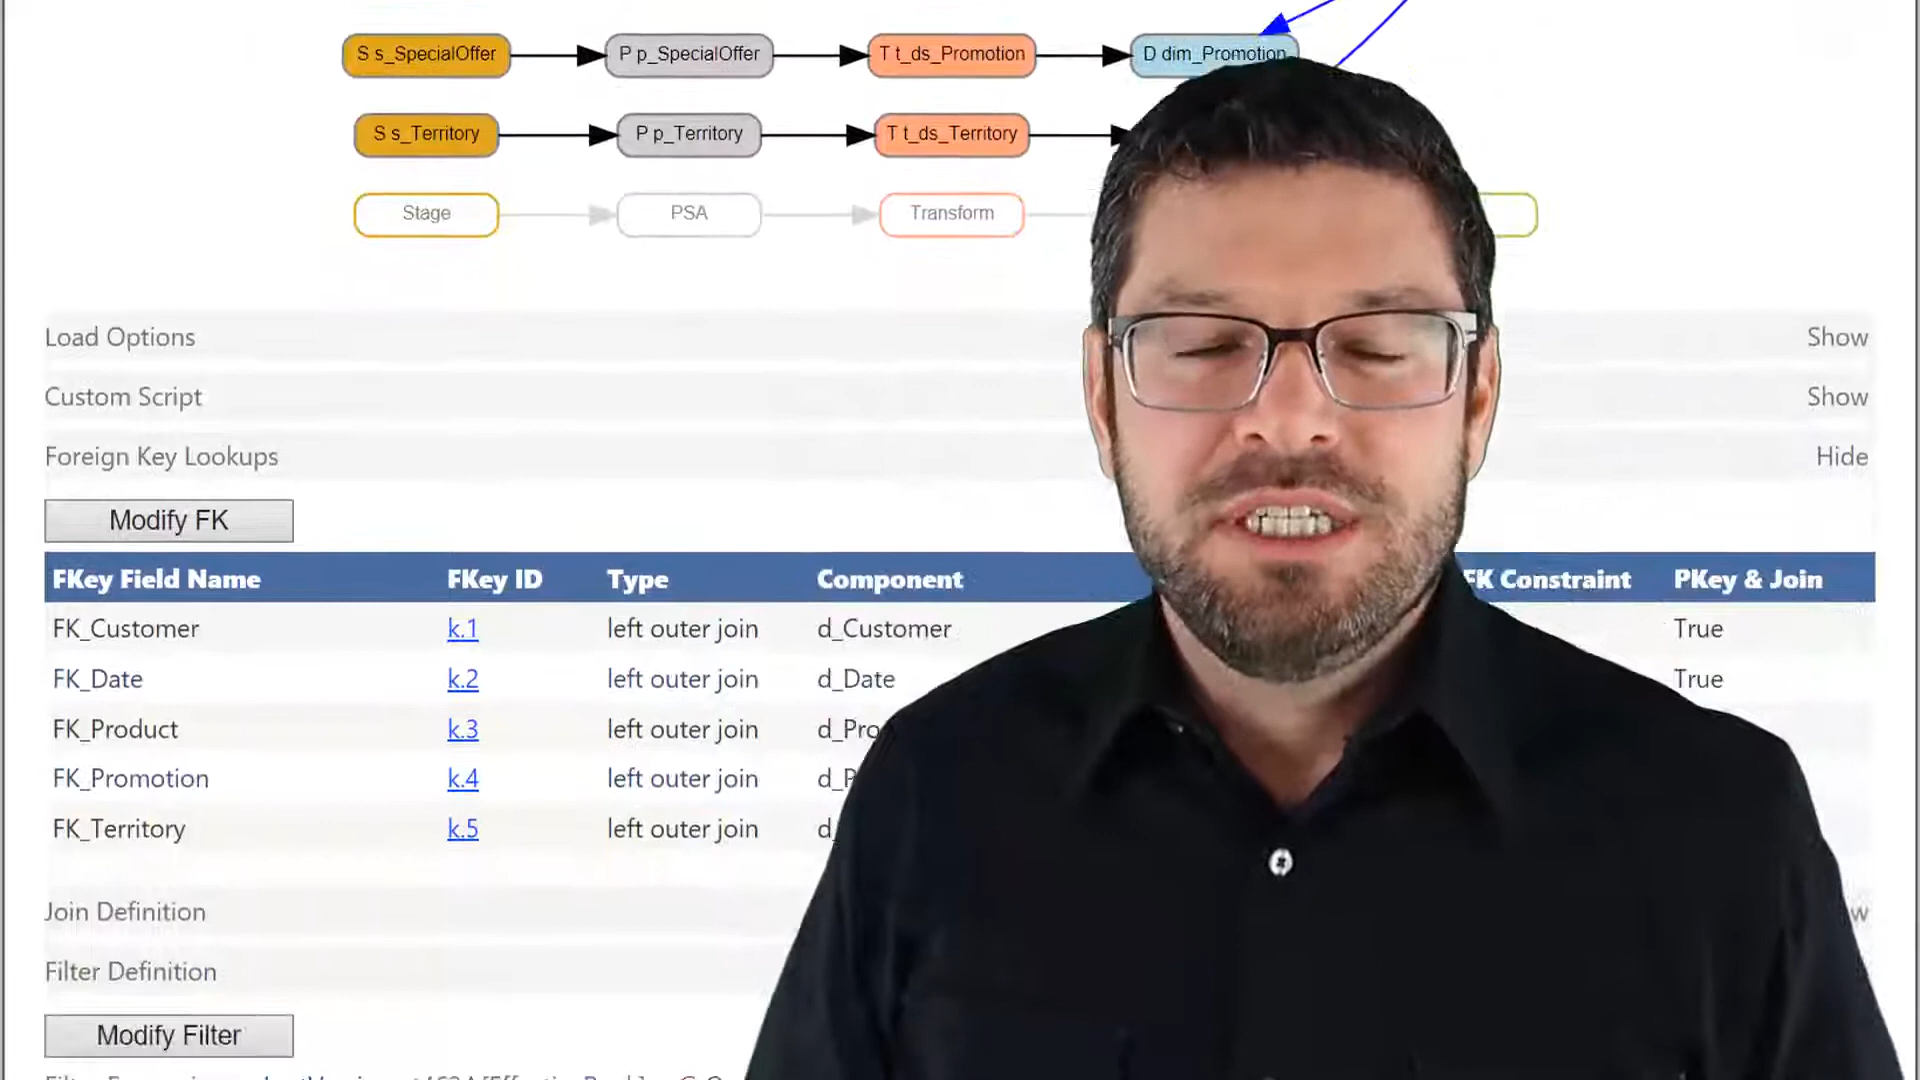 S s_SpecialOffer P p_SpecialOffer T t_ds_Promotion D dim_Promotion
S s_Territory P p_Territory T t_ds_Territory
Stage PSA Transform
Load Options Show
Custom Script Show
Foreign Key Lookups Hide
Modify FK
FKey Field Name FKey ID Type Component FK Constraint PKey & Join
FK_Customer k.1 left outer join d_Customer True
FK_Date k.2 left outer join d_Date True
FK_Product k.3 left outer join d_Pro
FK_Promotion k.4 left outer join d_P
FK_Territory k.5 left outer join d_
Join Definition w
Filter Definition
Modify Filter